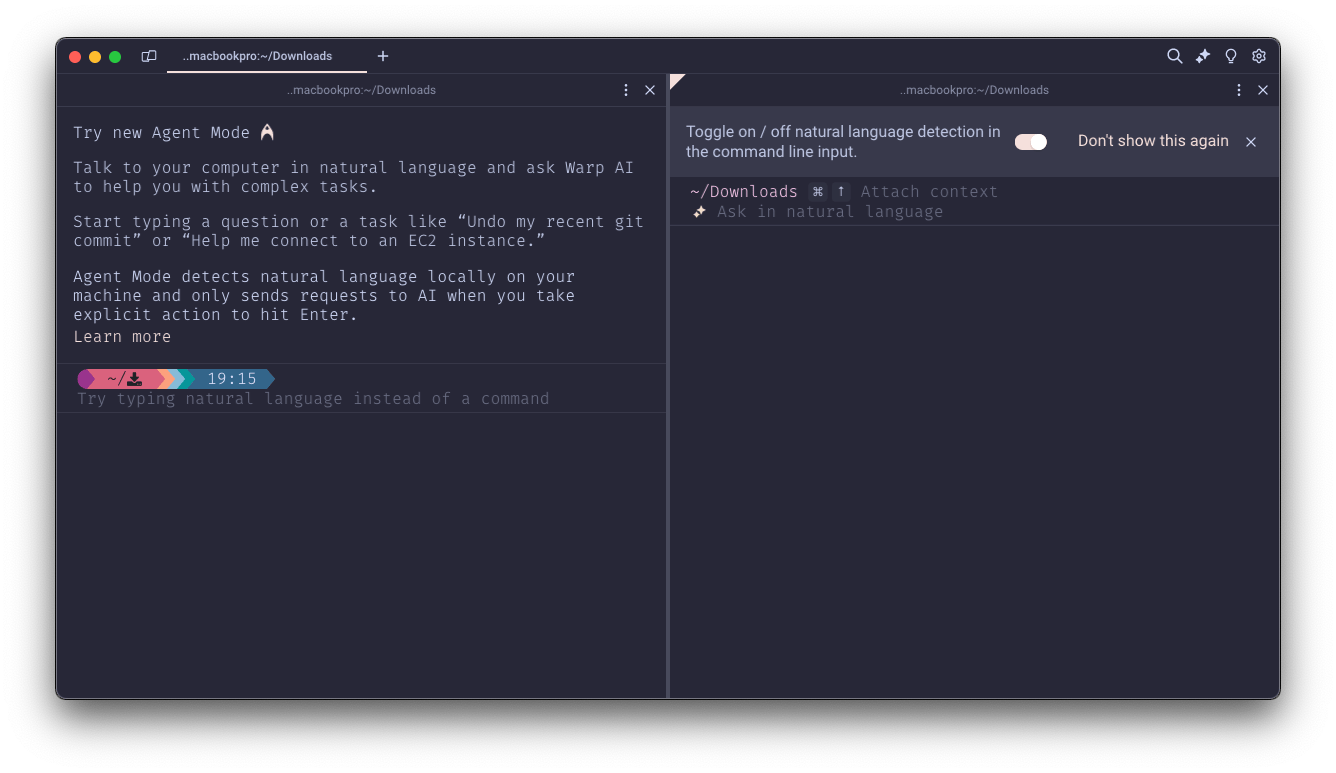 ..macbookpro:~/Downloads
..macbookpro:~/Downloads
Try new Agent Mode
Talk to your computer in natural language and ask Warp AI
to help you with complex tasks.
Start typing a question or a task like “Undo my recent git
commit” or “Help me connect to an EC2 instance.”
Agent Mode detects natural language locally on your
machine and only sends requests to AI when you take
explicit action to hit Enter.
Learn more
~/ 19:15
Try typing natural language instead of a command
..macbookpro:~/Downloads
Toggle on / off natural language detection in
the command line input.
Don't show this again
~/Downloads ⌘ ↑ Attach context
Ask in natural language